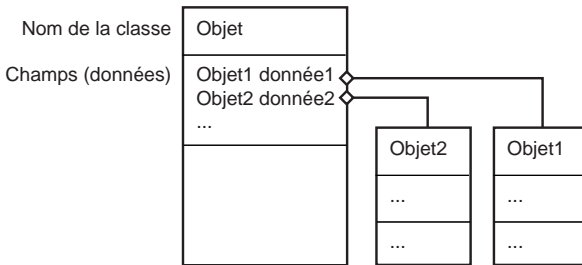 Nom de la classe
Objet
Champs (données)
Objet1 donnée1
Objet2 donnée2
...
Objet2
...
...
Objet1
...
...